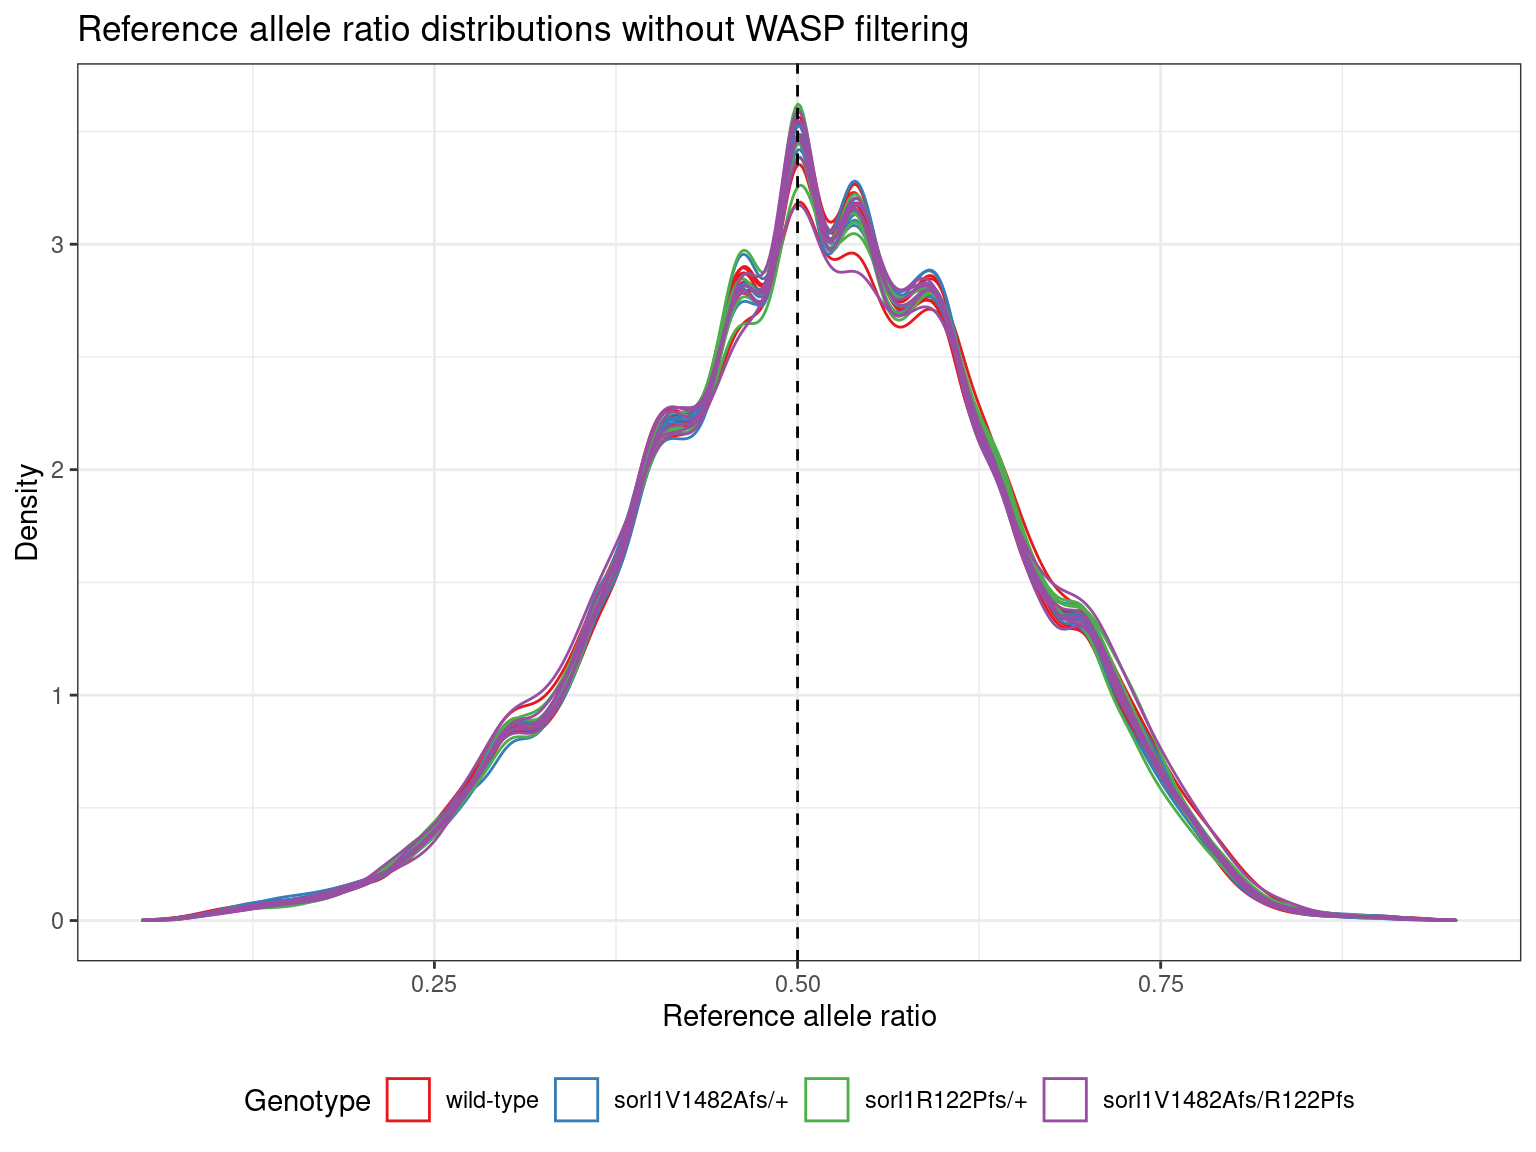 Reference allele ratio distributions without WASP filtering
Density
3
2
1
0
0.25 0.50 0.75
Reference allele ratio
Genotype wild-type sorl1V1482Afs/+ sorl1R122Pfs/+ sorl1V1482Afs/R122Pfs